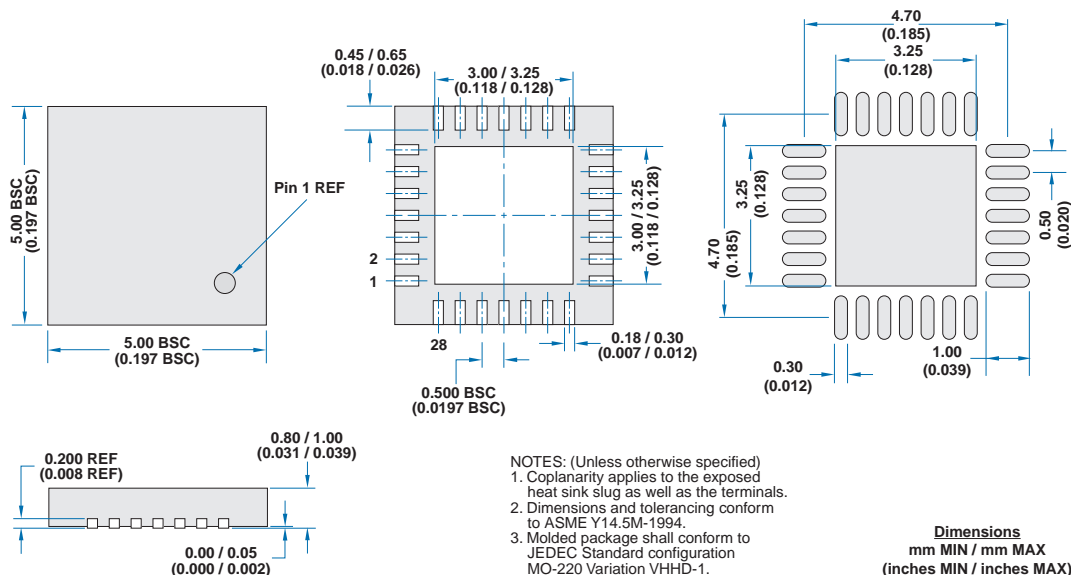 Pin 1 REF
5.00 BSC
(0.197 BSC)
5.00 BSC
(0.197 BSC)
0.45 / 0.65
(0.018 / 0.026)
3.00 / 3.25
(0.118 / 0.128)
3.00 / 3.25
(0.118 / 0.128)
2
1
28
0.18 / 0.30
(0.007 / 0.012)
0.500 BSC
(0.0197 BSC)
4.70
(0.185)
3.25
(0.128)
3.25
(0.128)
4.70
(0.185)
0.50
(0.020)
0.30
(0.012)
1.00
(0.039)
0.200 REF
(0.008 REF)
0.80 / 1.00
(0.031 / 0.039)
0.00 / 0.05
(0.000 / 0.002)
NOTES: (Unless otherwise specified)
1. Coplanarity applies to the exposed
heat sink slug as well as the terminals.
2. Dimensions and tolerancing conform
to ASME Y14.5M-1994.
3. Molded package shall conform to
JEDEC Standard configuration
MO-220 Variation VHHD-1.
Dimensions
mm MIN / mm MAX
(inches MIN / inches MAX)